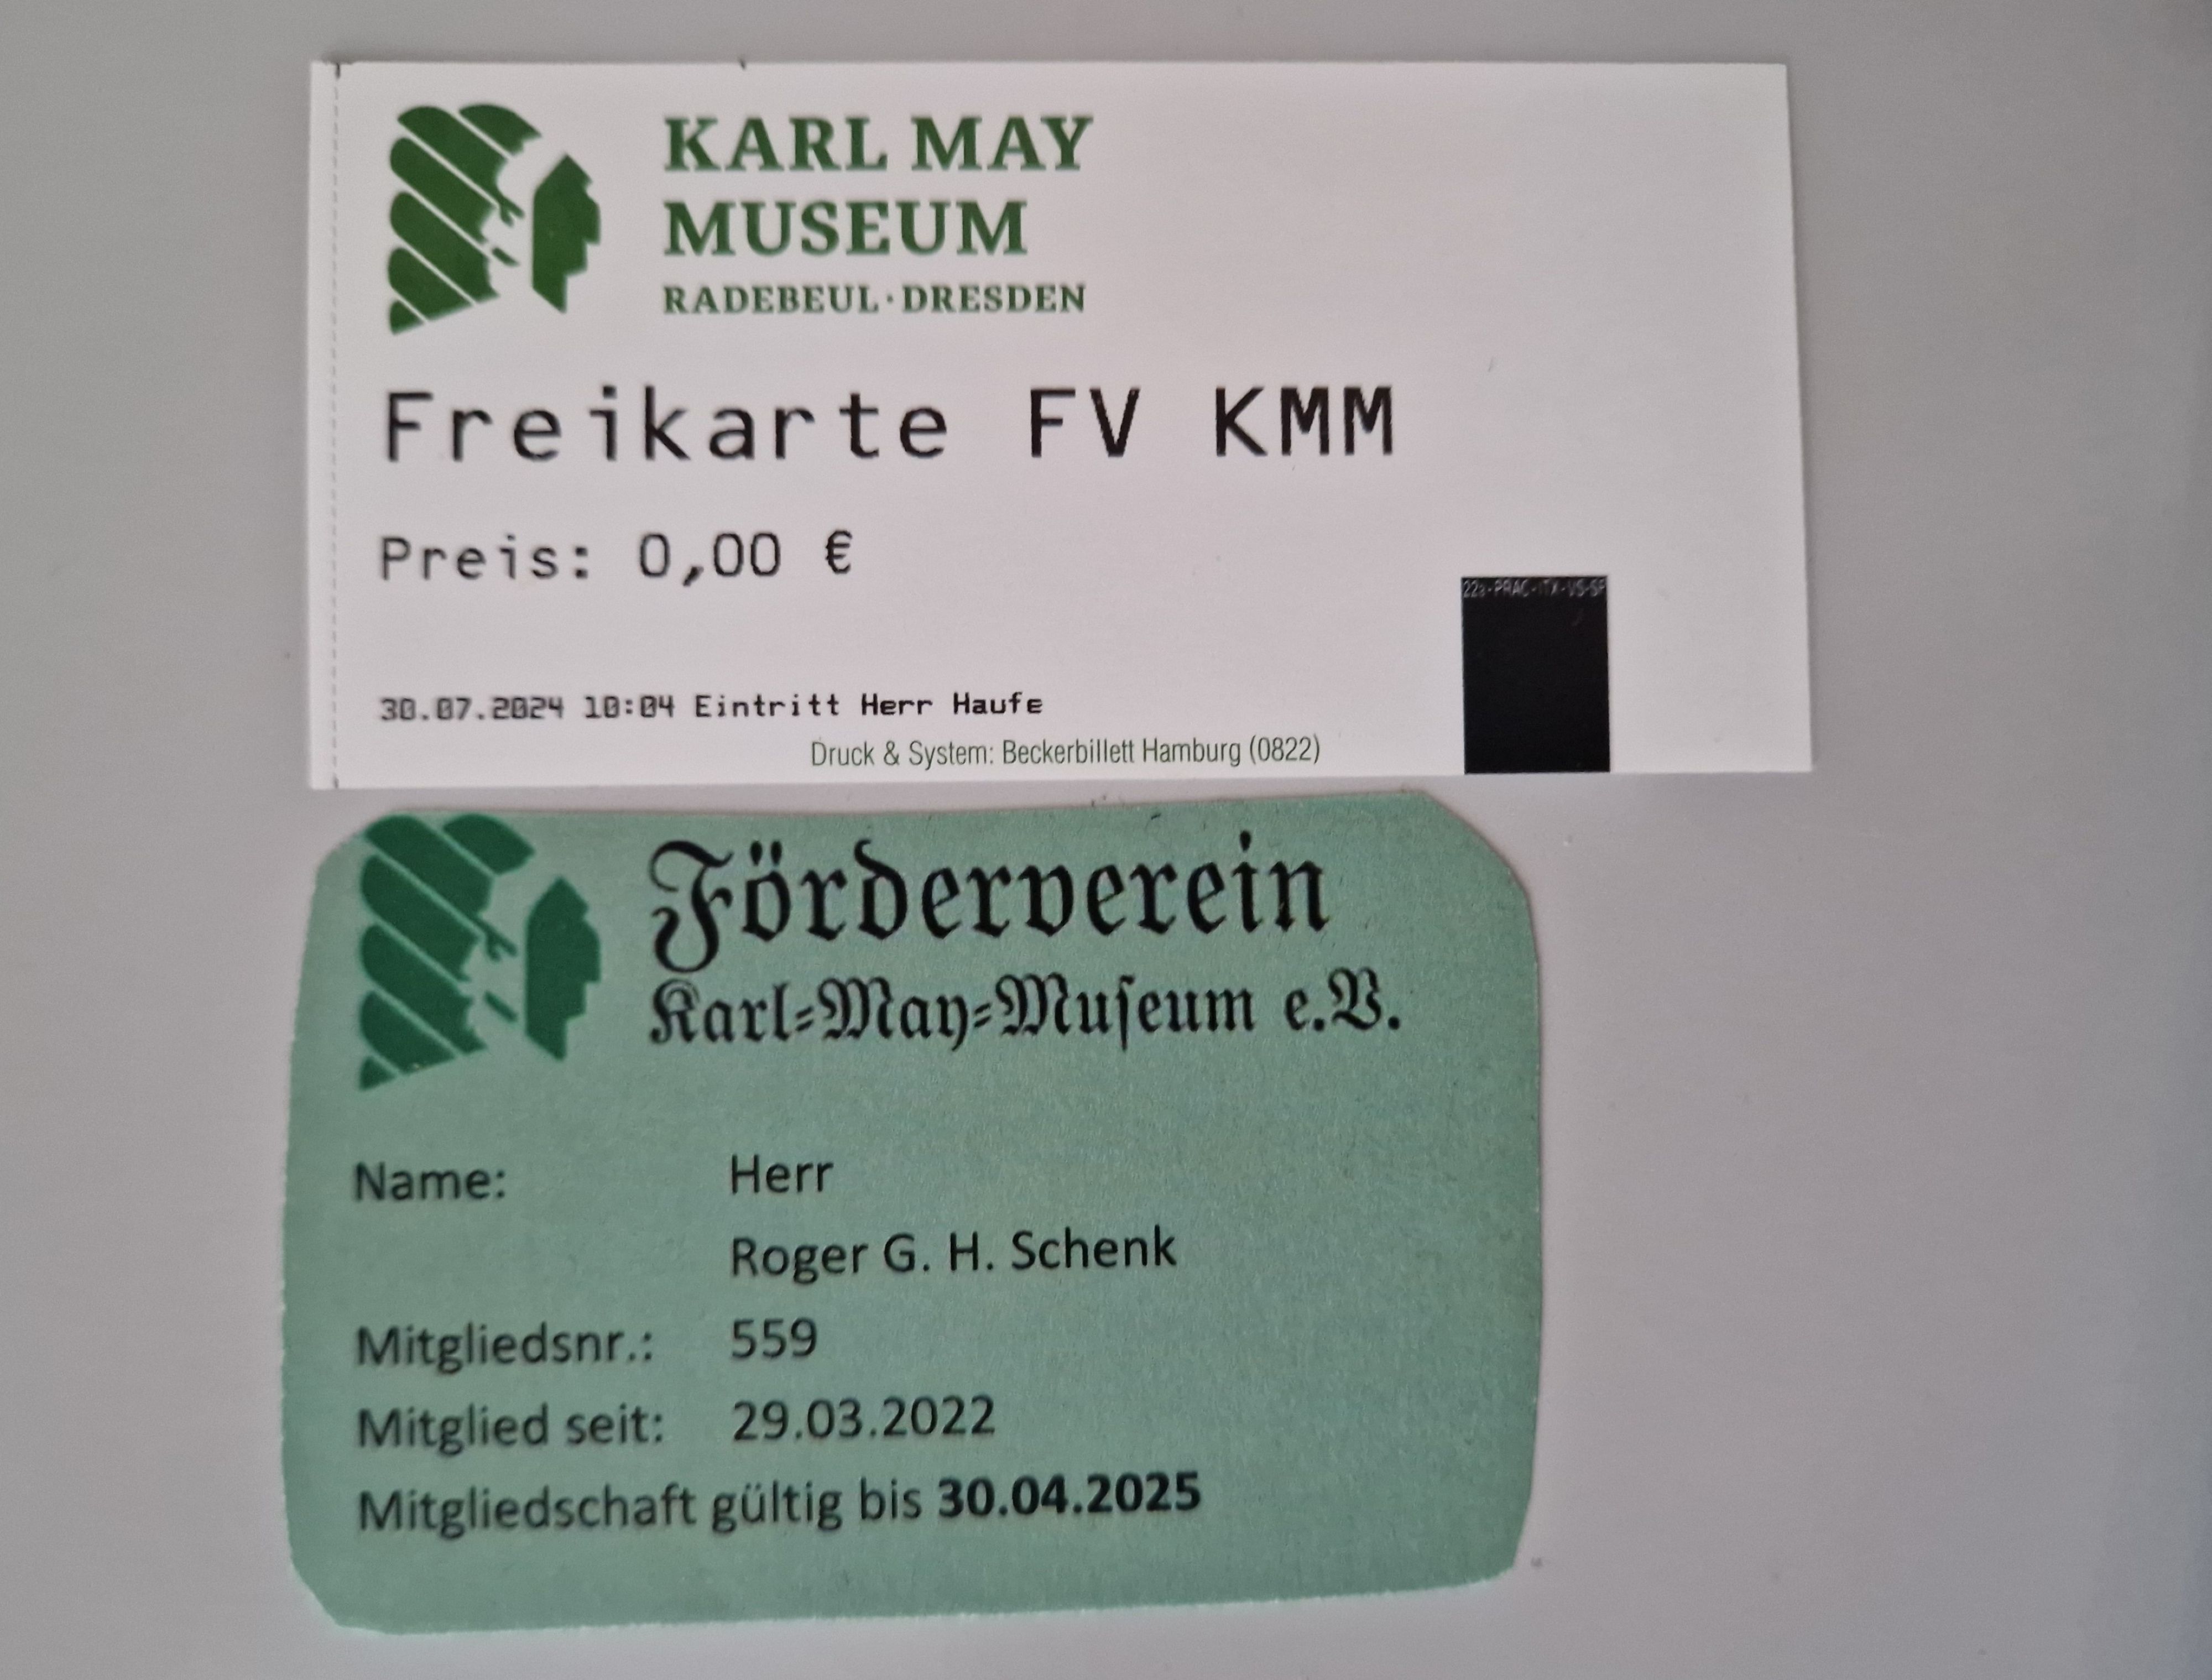 KARL MAY
MUSEUM
RADEBEUL·DRESDEN
Freikarte FV KMM
Preis: 0,00 €
30.07.2024 10:04 Eintritt Herr Haufe
Druck & System: Beckerbillett Hamburg (0822)
Förderverein
Karl-May-Muſeum e.V.
Name: Herr
Roger G. H. Schenk
Mitgliedsnr.: 559
Mitglied seit: 29.03.2022
Mitgliedschaft gültig bis 30.04.2025